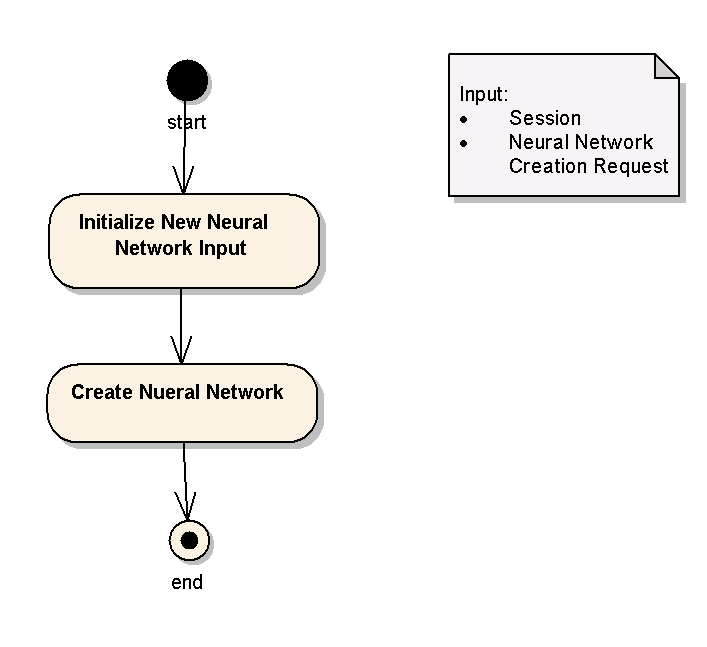 start
Input:
• Session
• Neural Network
Creation Request
Initialize New Neural
Network Input
Create Nueral Network
end